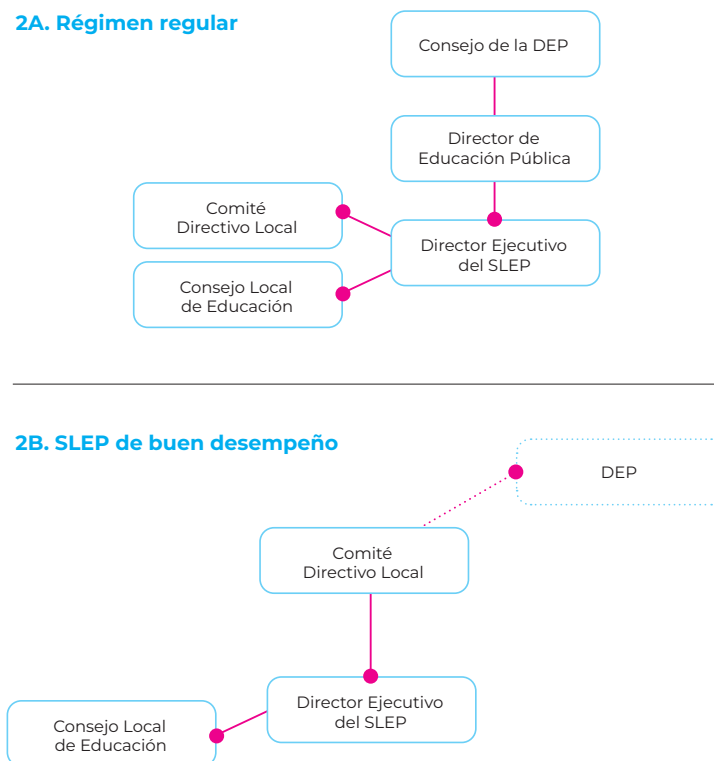 2A. Régimen regular
Consejo de la DEP
Director de
Educación Pública
Comité
Directivo Local
Director Ejecutivo
del SLEP
Consejo Local
de Educación
2B. SLEP de buen desempeño
DEP
Comité
Directivo Local
Director Ejecutivo
del SLEP
Consejo Local
de Educación